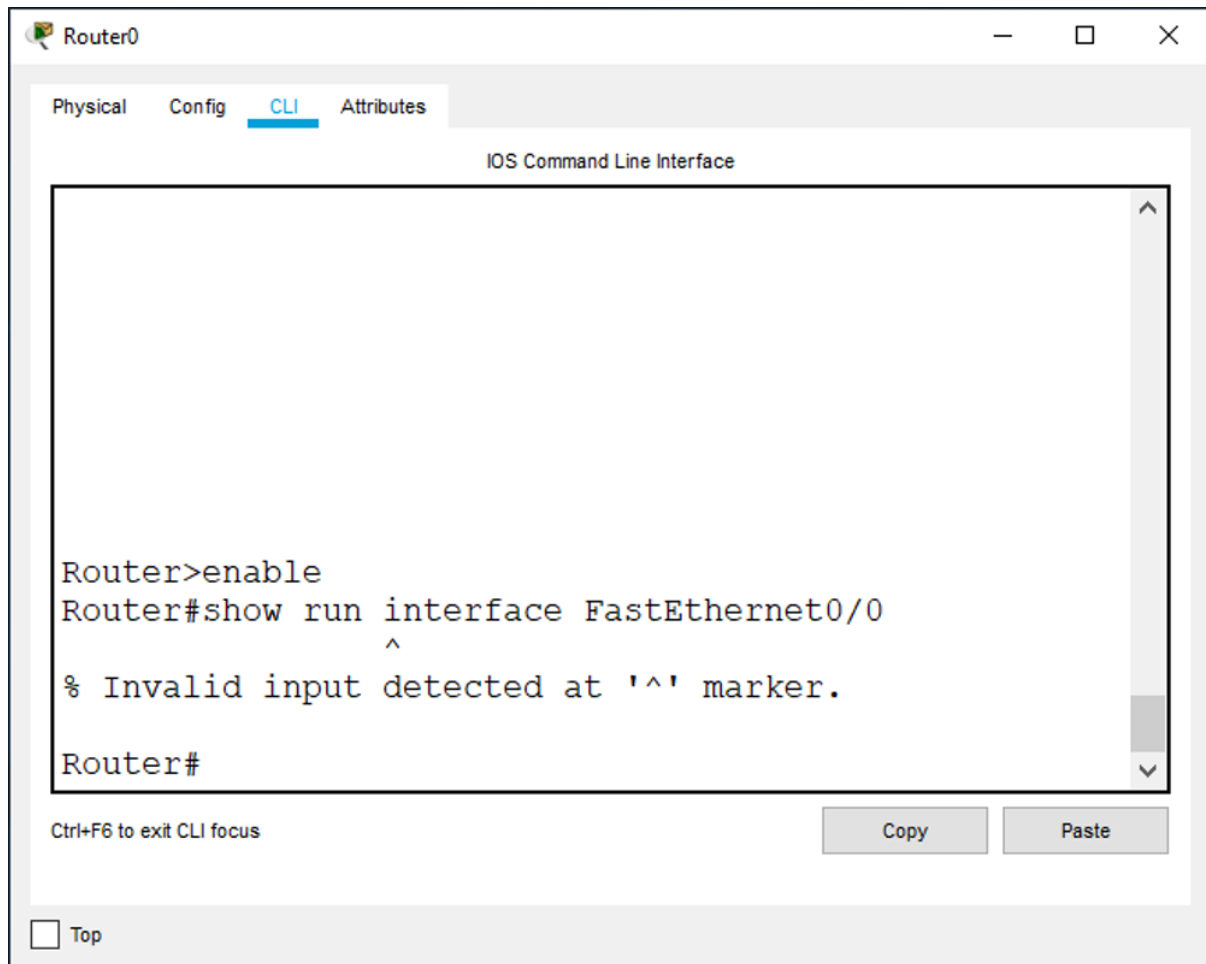 Router0
Physical Config CLI Attributes
IOS Command Line Interface
Router>enable
Router#show run interface FastEthernet0/0
^
% Invalid input detected at '^' marker.
Router#
Ctrl+F6 to exit CLI focus
Copy
Paste
Top